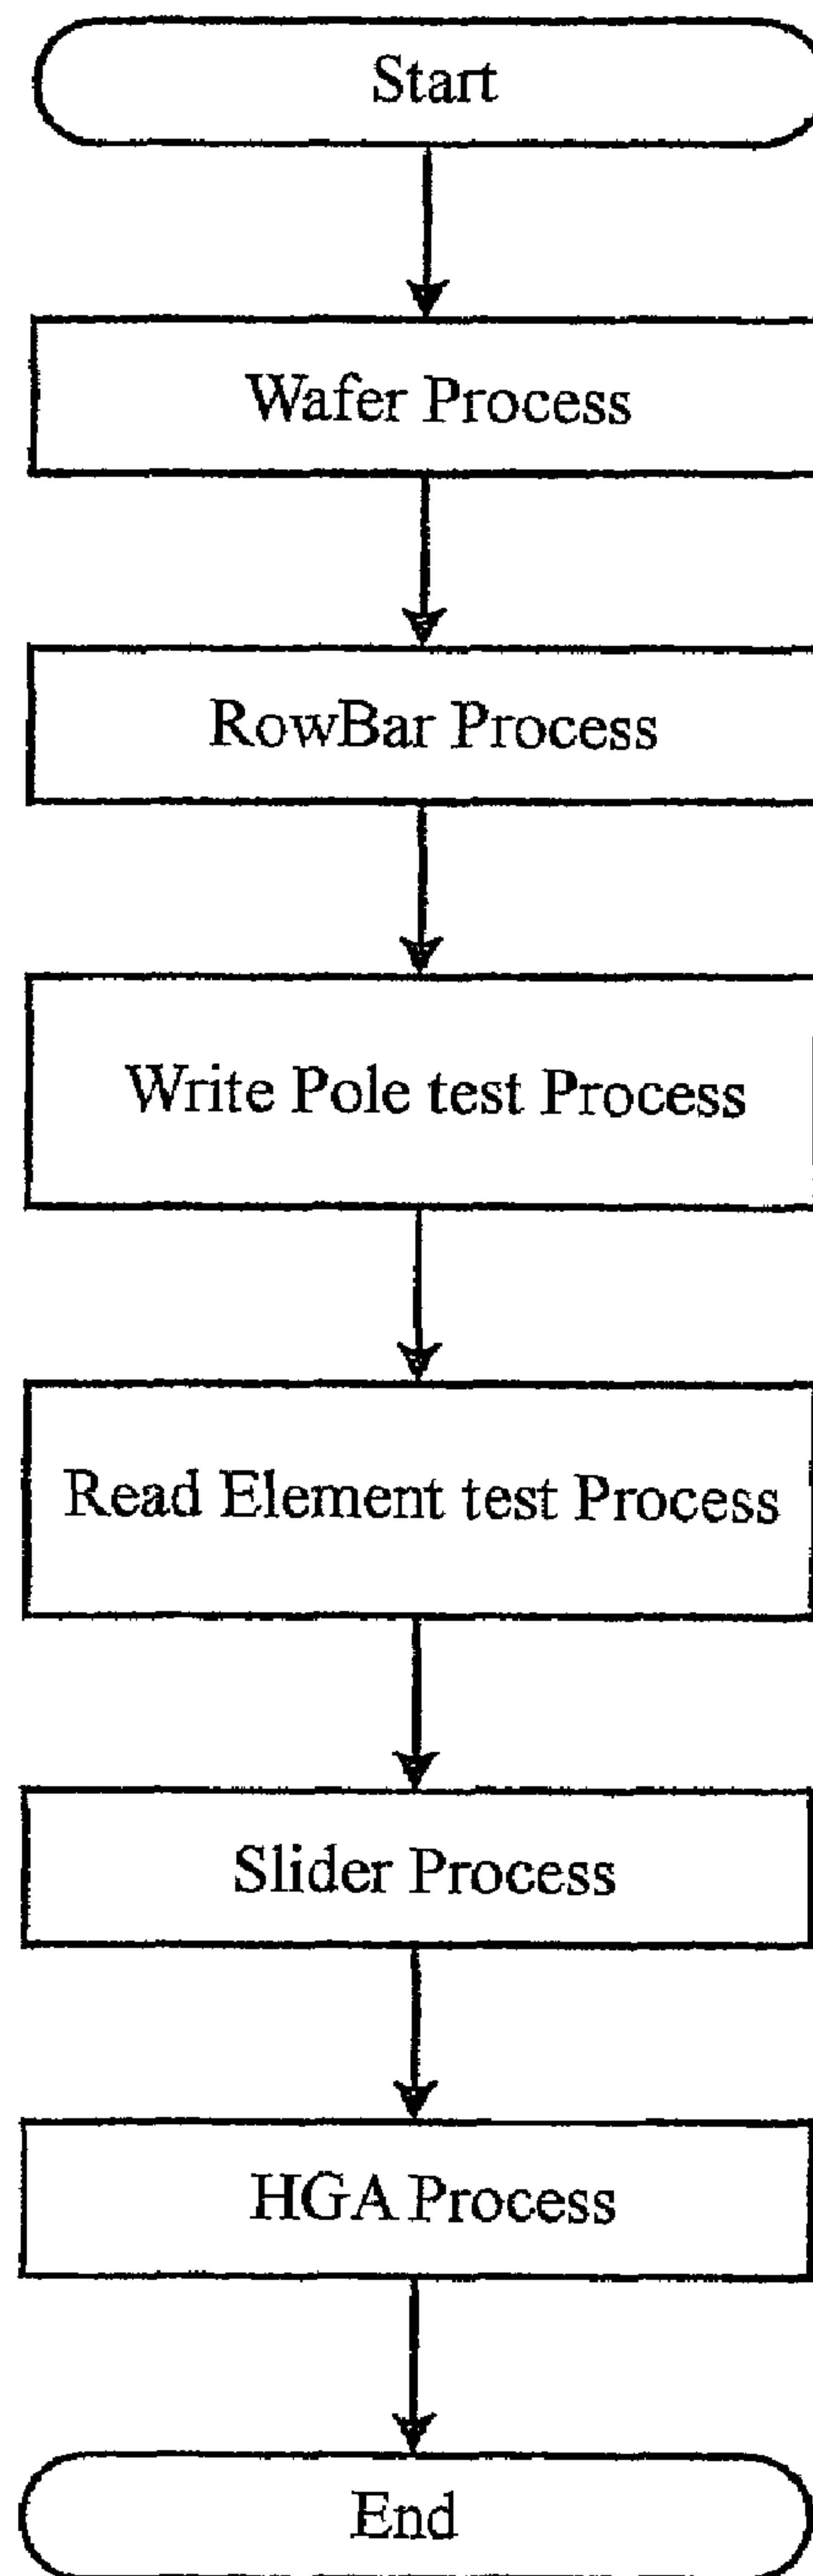 Start
Wafer Process
RowBar Process
Write Pole test Process
Read Element test Process
Slider Process
HGA Process
End